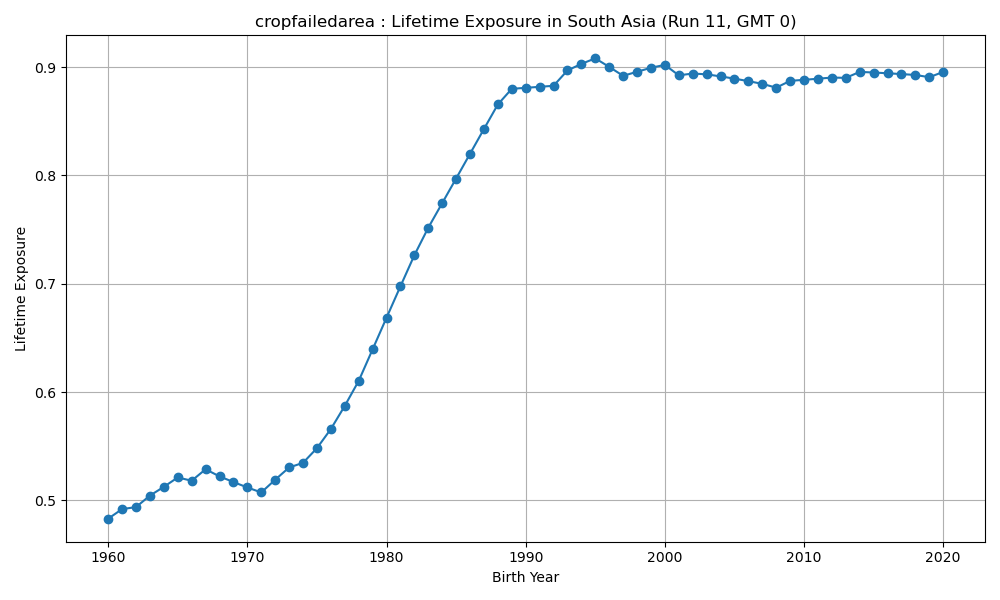 cropfailedarea : Lifetime Exposure in South Asia (Run 11, GMT 0)
Lifetime Exposure
0.9
0.8
0.7
0.6
0.5
1960 1970 1980 1990 2000 2010 2020
Birth Year